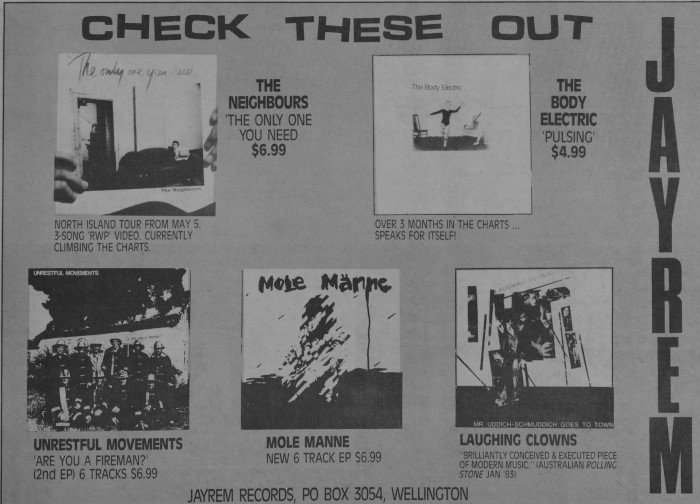 CHECK THESE OUT
JAYREM
The only one you need
The Neighbours
THE
NEIGHBOURS
'THE ONLY ONE
YOU NEED
$6.99
NORTH ISLAND TOUR FROM MAY 5.
3-SONG 'RWP' VIDEO. CURRENTLY
CLIMBING THE CHARTS.
The Body Electric
THE
BODY
ELECTRIC
'PULSING'
$4.99
OVER 3 MONTHS IN THE CHARTS ...
SPEAKS FOR ITSELF!
UNRESTFUL MOVEMENTS
UNRESTFUL MOVEMENTS
'ARE YOU A FIREMAN?'
(2nd EP) 6 TRACKS $6.99
Mole Männe
MOLE MANNE
NEW 6 TRACK EP $6.99
LAUGHING CLOWNS
MR UDDICH-SCHMUDDICH GOES TO TOWN
LAUGHING CLOWNS
"BRILLIANTLY CONCEIVED & EXECUTED PIECE
OF MODERN MUSIC." (AUSTRALIAN ROLLING
STONE JAN '83)
JAYREM RECORDS, PO BOX 3054, WELLINGTON